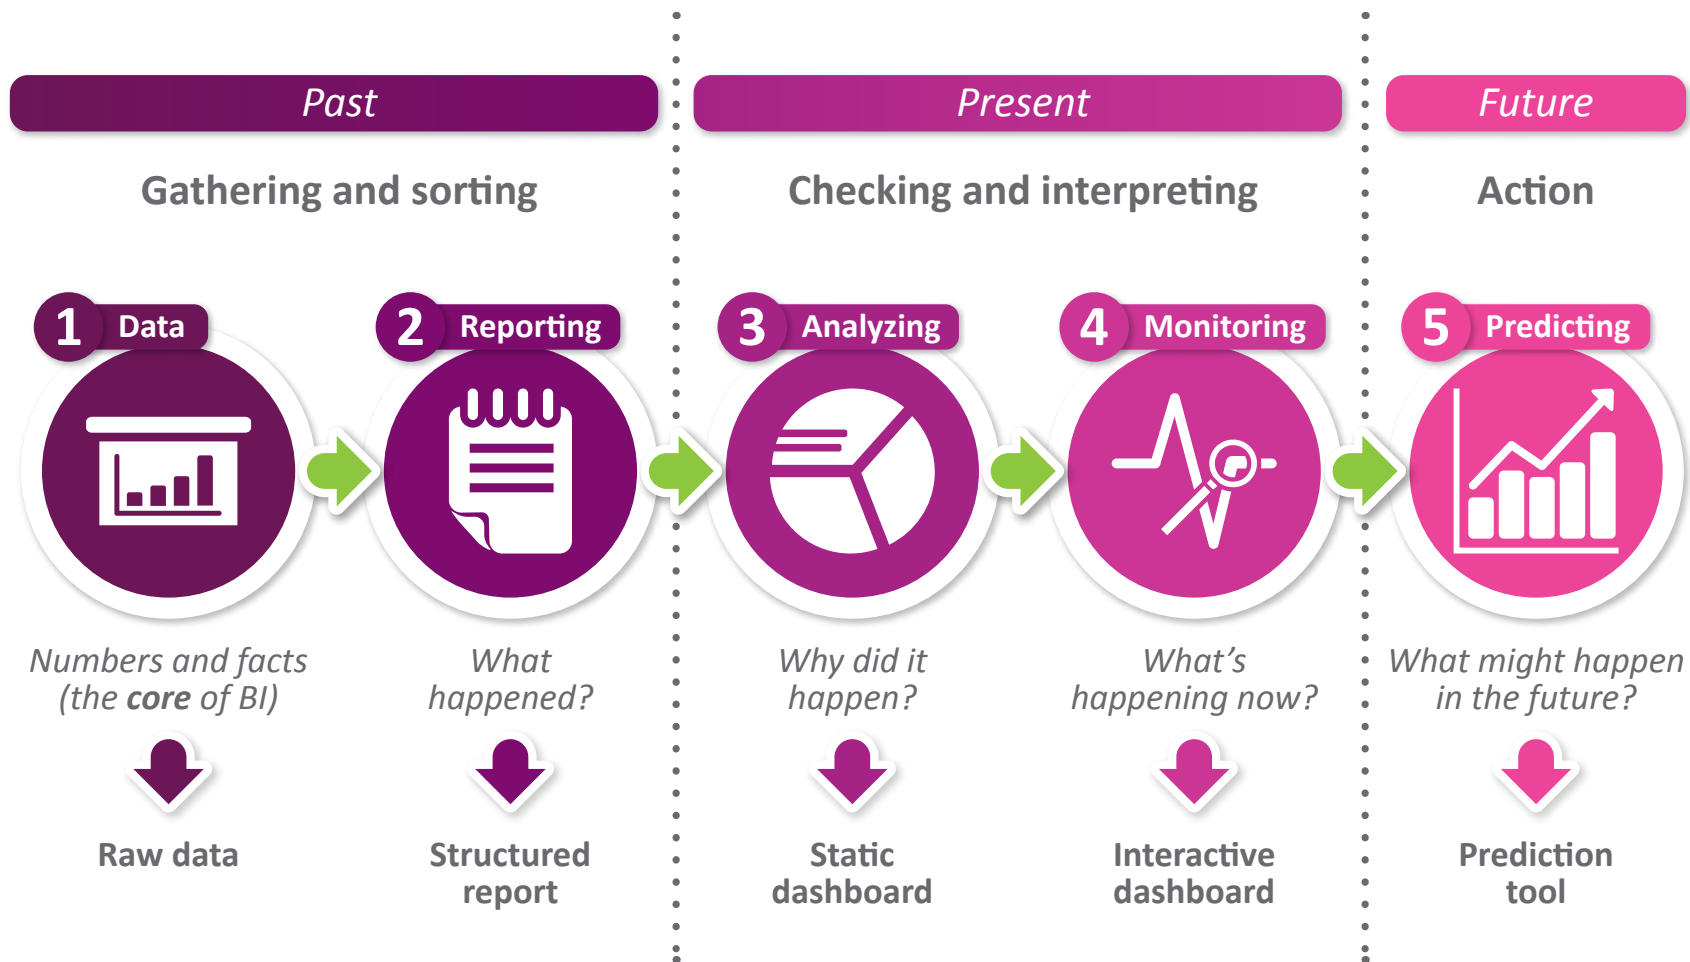 Past
Present
Future
Gathering and sorting
Checking and interpreting
Action
1 Data
2 Reporting
3 Analyzing
4 Monitoring
5 Predicting
Numbers and facts
(the core of BI)
What
happened?
Why did it
happen?
What's
happening now?
What might happen
in the future?
Raw data
Structured
report
Static
dashboard
Interactive
dashboard
Prediction
tool